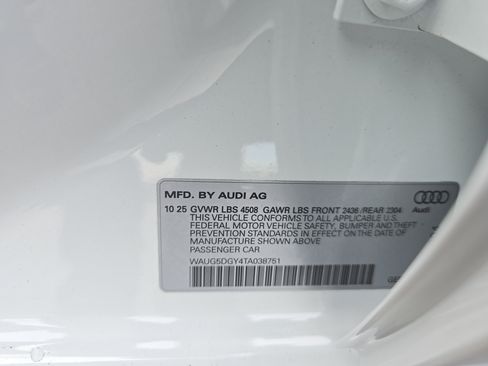 MFD. BY AUDI AG
10 25 GVWR LBS 4508 GAWR LBS FRONT 2436 /REAR 2304
Audi
THIS VEHICLE CONFORMS TO ALL APPLICABLE U.S.
FEDERAL MOTOR VEHICLE SAFETY, BUMPER AND THEFT
PREVENTION STANDARDS IN EFFECT ON THE DATE OF
MANUFACTURE SHOWN ABOVE
PASSENGER CAR
WAUG5DGY4TA038751